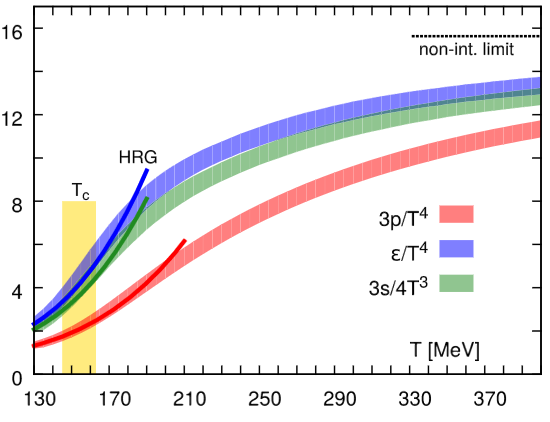 16
non-int. limit
12
HRG
T_c
8
3p/T^4
ε/T^4
3s/4T^3
4
T [MeV]
0
130 170 210 250 290 330 370